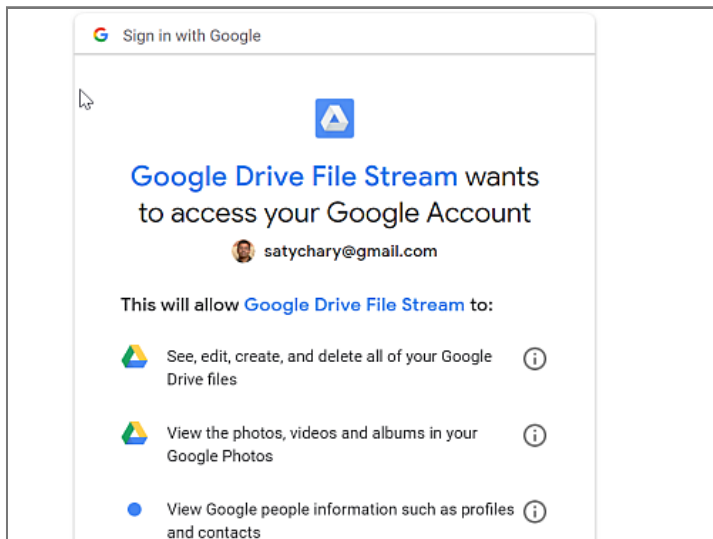 Sign in with Google
Google Drive File Stream wants
to access your Google Account
satychary@gmail.com
This will allow Google Drive File Stream to:
See, edit, create, and delete all of your Google
Drive files
View the photos, videos and albums in your
Google Photos
View Google people information such as profiles
and contacts